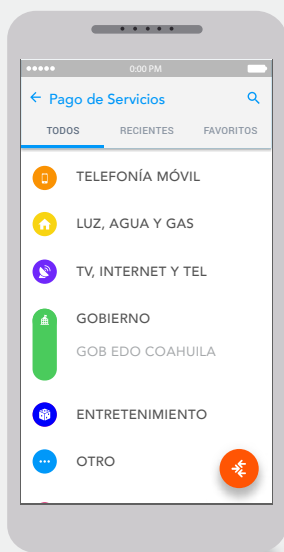 0:00 PM
Pago de Servicios
TODOS RECIENTES FAVORITOS
TELEFONÍA MÓVIL
LUZ, AGUA Y GAS
TV, INTERNET Y TEL
GOBIERNO
GOB EDO COAHUILA
ENTRETENIMIENTO
OTRO